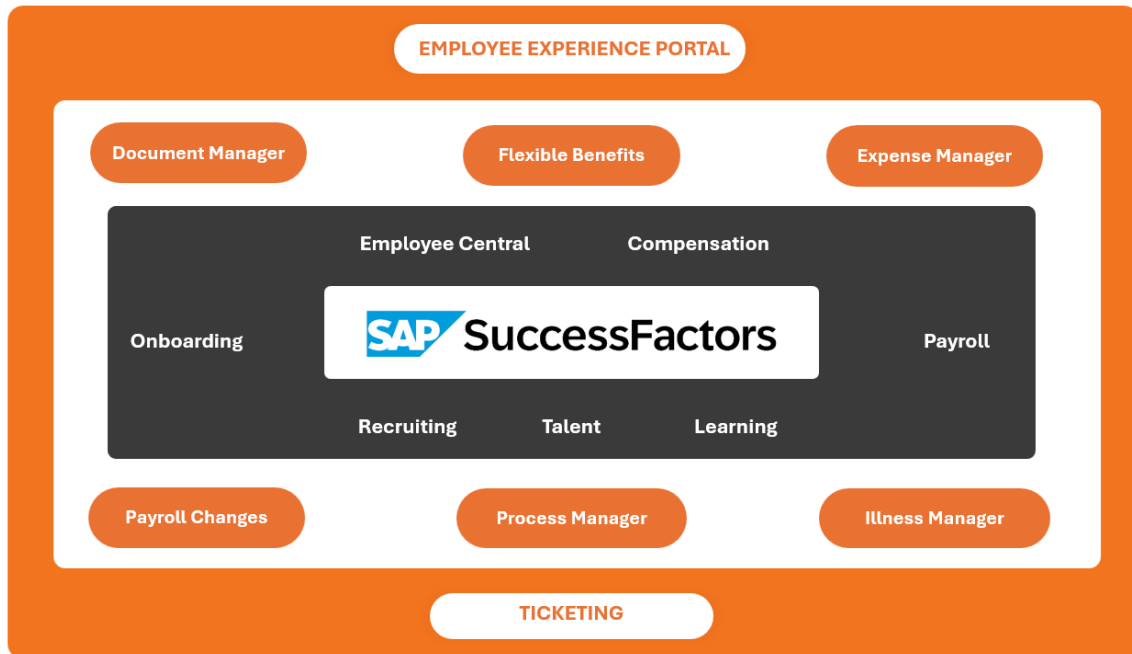 EMPLOYEE EXPERIENCE PORTAL
Document Manager
Flexible Benefits
Expense Manager
Employee Central
Compensation
Onboarding
SAP SuccessFactors
Payroll
Recruiting
Talent
Learning
Payroll Changes
Process Manager
Illness Manager
TICKETING